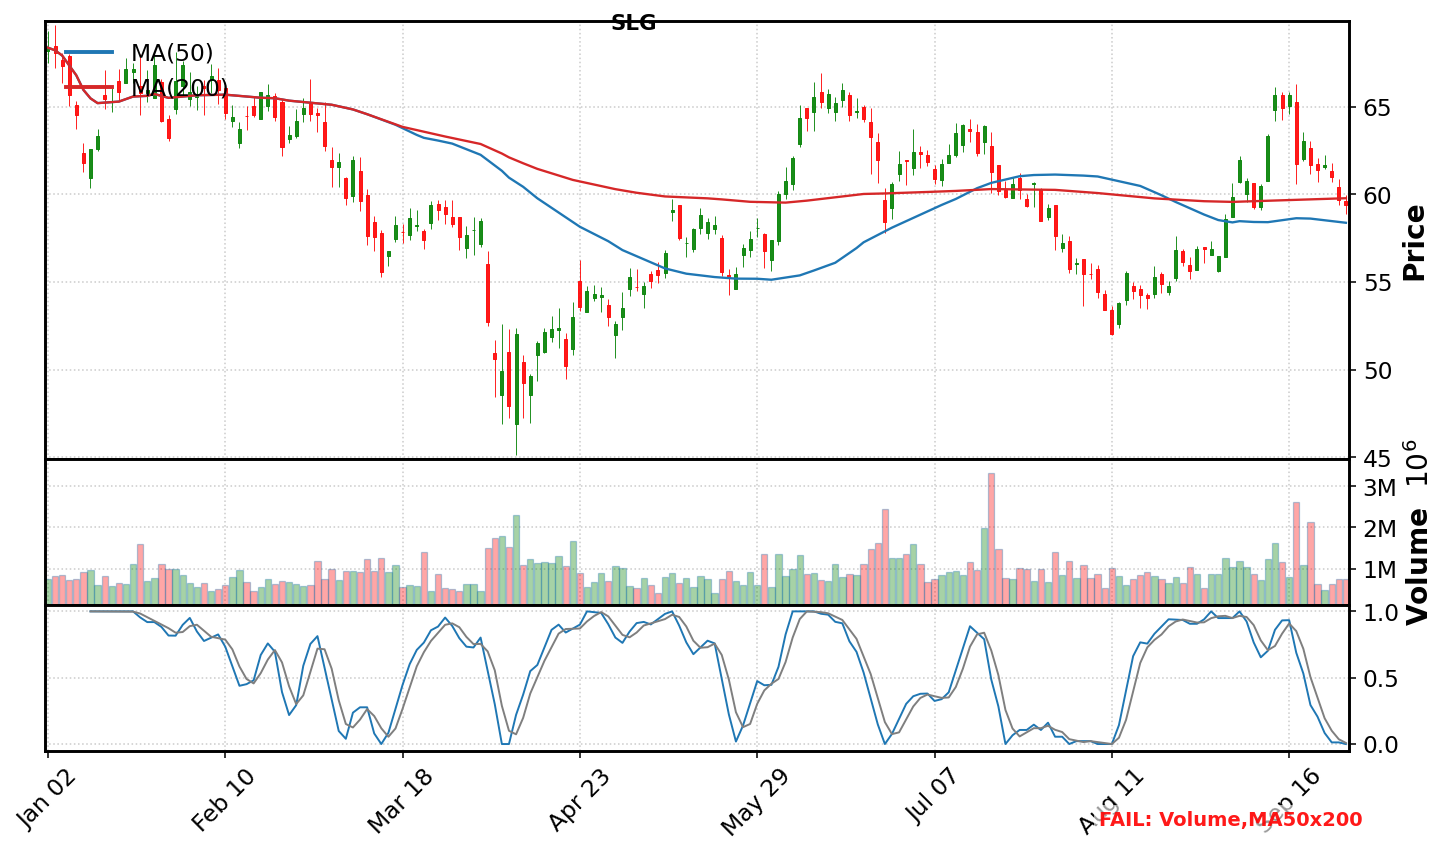 SLG
MA(50)
MA(200)
65
60
55
50
45
Price
3M
2M
1M
Volume 10⁶
1.0
0.5
0.0
Jan 02
Feb 10
Mar 18
Apr 23
May 29
Jul 07
Aug 11
Sep 16
FAIL: Volume,MA50x200